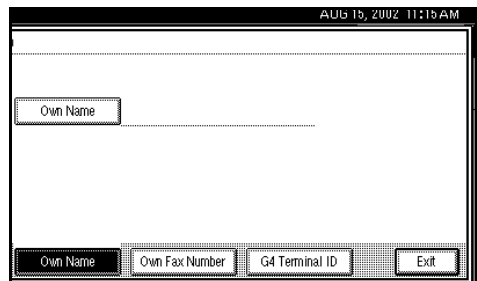 AUG 15, 2002 11:15 AM
Own Name
Own Name Own Fax Number G4 Terminal ID Exit